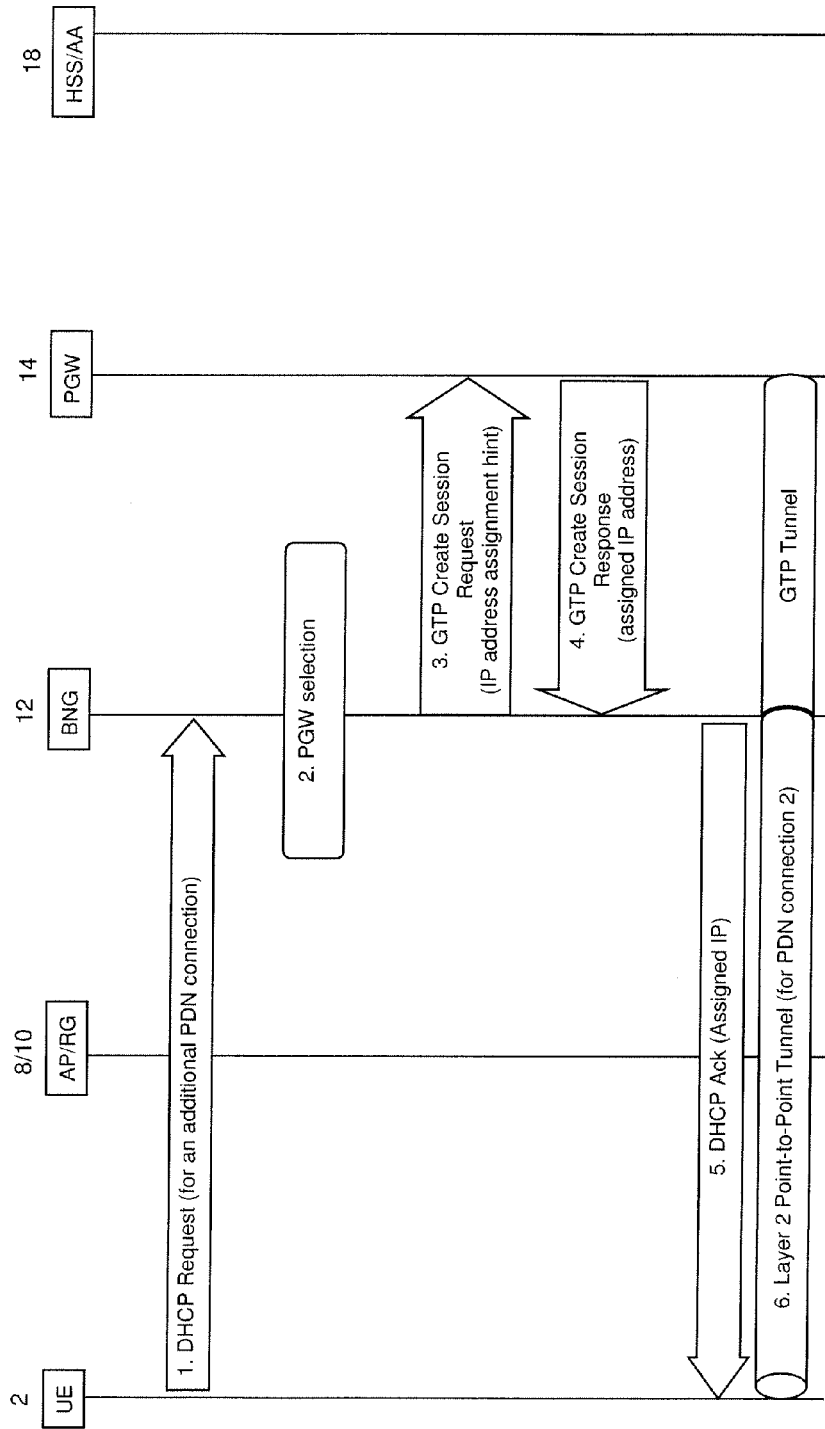 2
UE
8/10
AP/RG
12
BNG
14
PGW
18
HSS/AA
1. DHCP Request (for an additional PDN connection)
2. PGW selection
3. GTP Create Session
Request
(IP address assignment hint)
4. GTP Create Session
Response
(assigned IP address)
5. DHCP Ack (Assigned IP)
6. Layer 2 Point-to-Point Tunnel (for PDN connection 2)
GTP Tunnel